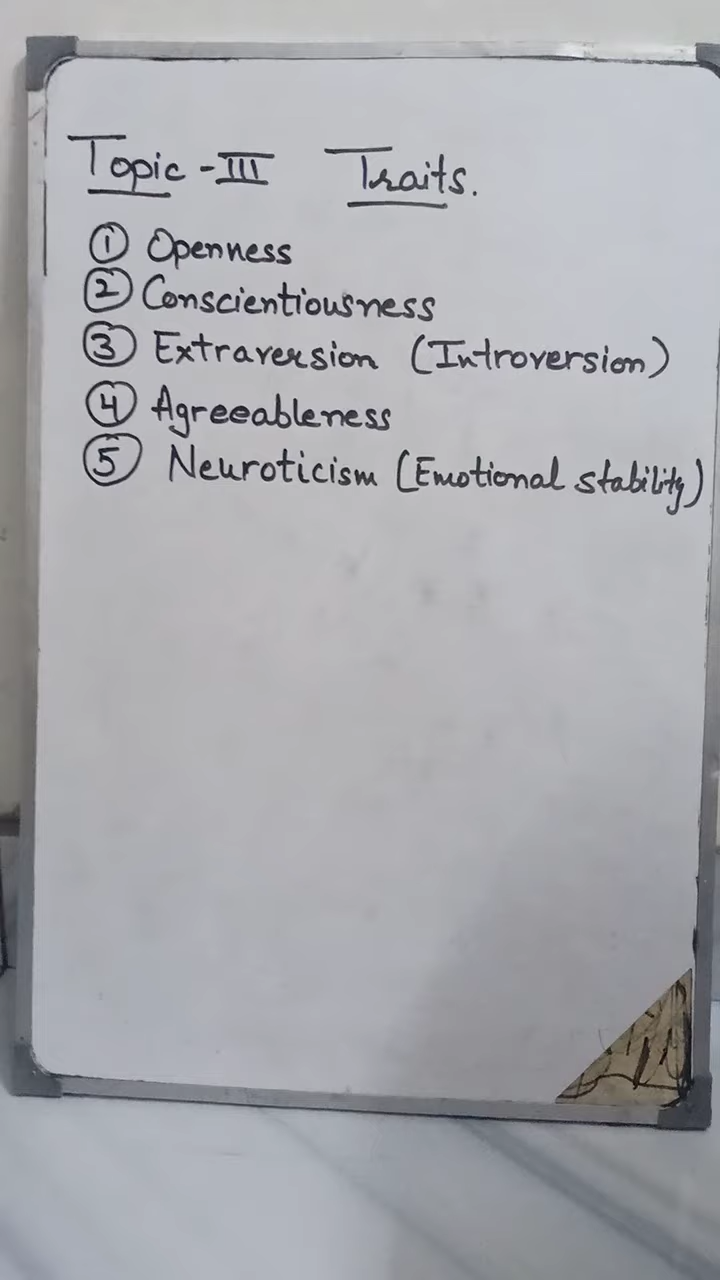 Topic - III Traits.
① Openness
② Conscientiousness
③ Extraversion (Introversion)
④ Agreeableness
⑤ Neuroticism (Emotional stability)